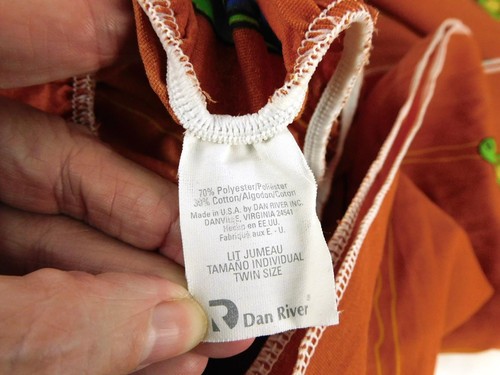 70% Polyester/Poliester
30% Cotton/Algodon/Coton
Made in U.S.A. by DAN RIVER INC.
DANVILLE, VIRGINIA 24541
Hecho en EE.UU.
Fabriqué aux E. - U.
LIT JUMEAU
TAMANO INDIVIDUAL
TWIN SIZE
Dan River®